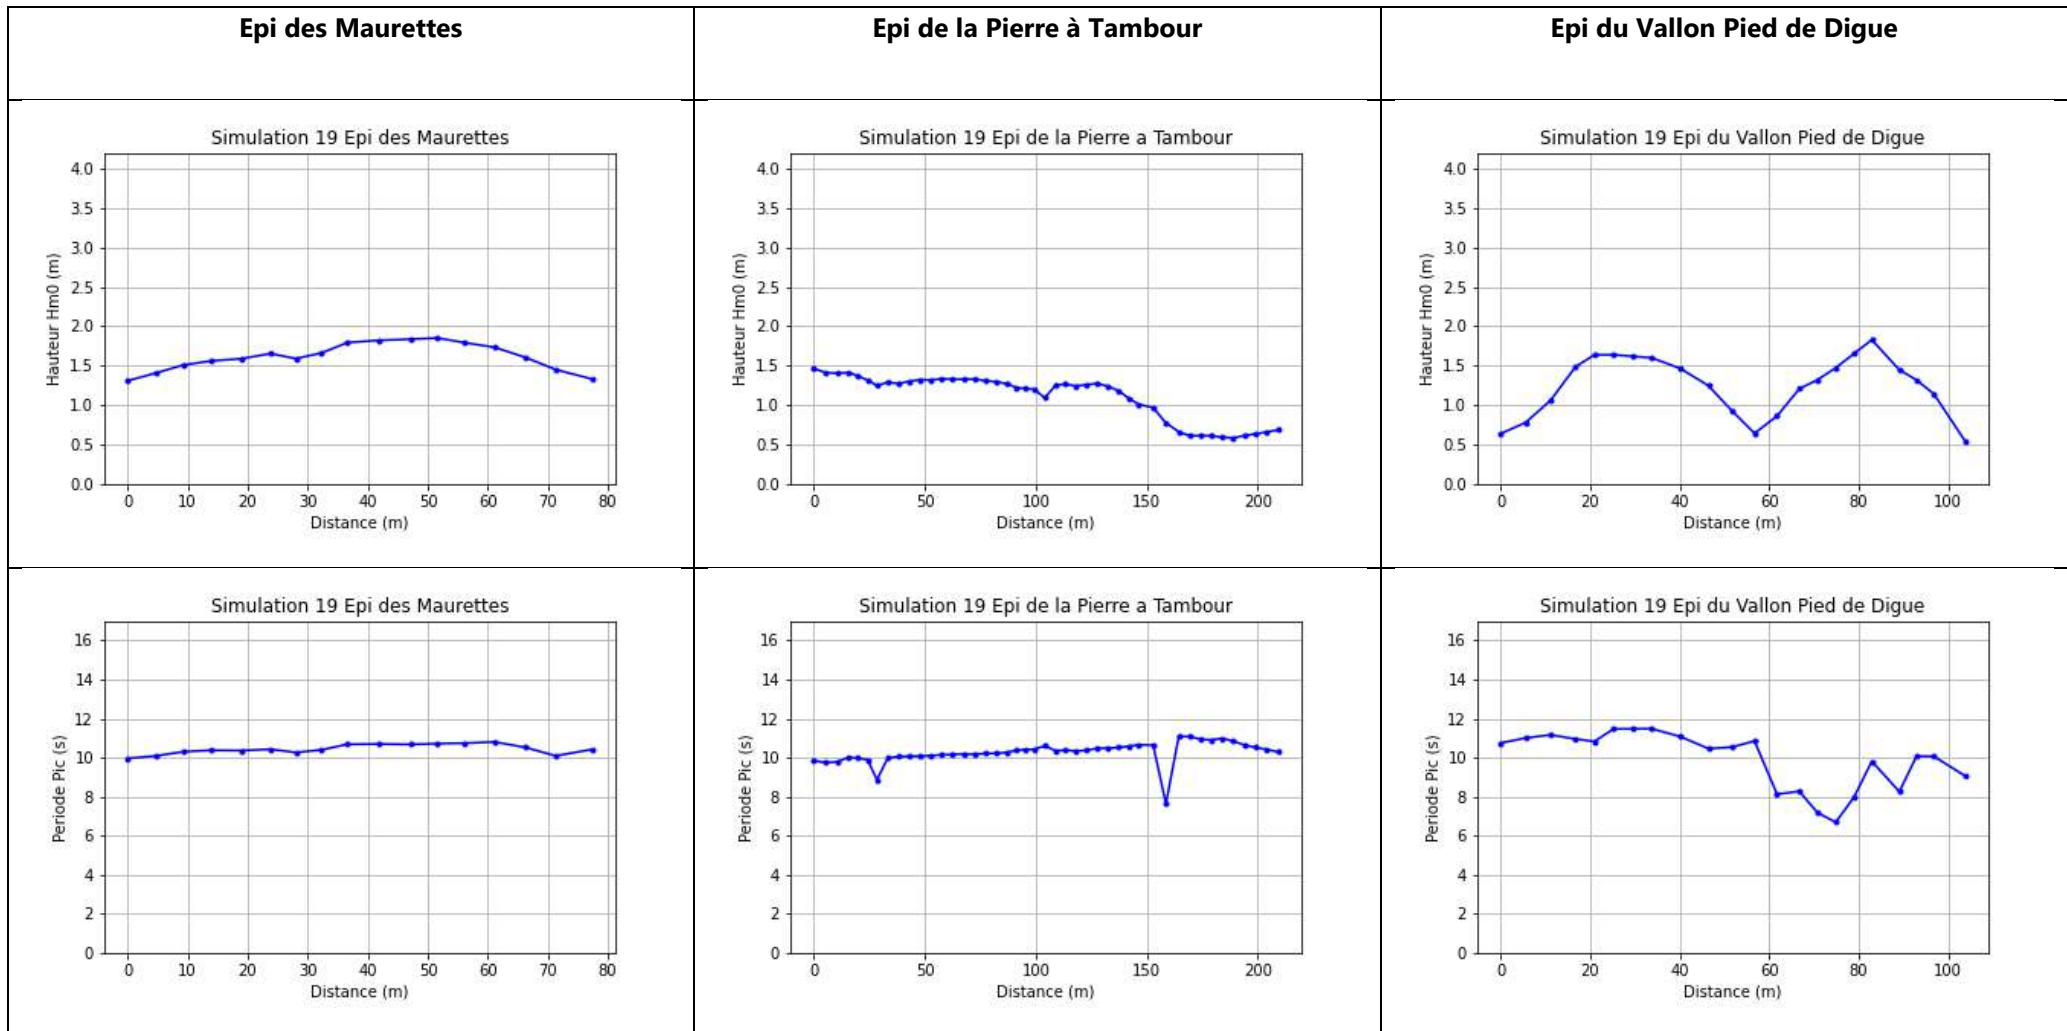 Epi des Maurettes
Epi de la Pierre à Tambour
Epi du Vallon Pied de Digue
Simulation 19 Epi des Maurettes
4.0
3.5
3.0
2.5
2.0
1.5
1.0
0.5
0.0
Hauteur Hm0 (m)
0 10 20 30 40 50 60 70 80
Distance (m)
Simulation 19 Epi de la Pierre a Tambour
4.0
3.5
3.0
2.5
2.0
1.5
1.0
0.5
0.0
Hauteur Hm0 (m)
0 50 100 150 200
Distance (m)
Simulation 19 Epi du Vallon Pied de Digue
4.0
3.5
3.0
2.5
2.0
1.5
1.0
0.5
0.0
Hauteur Hm0 (m)
0 20 40 60 80 100
Distance (m)
Simulation 19 Epi des Maurettes
16
14
12
10
8
6
4
2
0
Periode Pic (s)
0 10 20 30 40 50 60 70 80
Distance (m)
Simulation 19 Epi de la Pierre a Tambour
16
14
12
10
8
6
4
2
0
Periode Pic (s)
0 50 100 150 200
Distance (m)
Simulation 19 Epi du Vallon Pied de Digue
16
14
12
10
8
6
4
2
0
Periode Pic (s)
0 20 40 60 80 100
Distance (m)